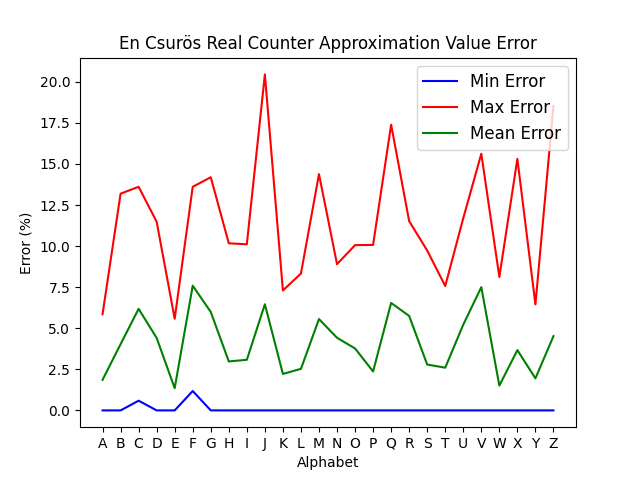 En Csurös Real Counter Approximation Value Error
Min Error
Max Error
Mean Error
Error (%)
20.0
17.5
15.0
12.5
10.0
7.5
5.0
2.5
0.0
A B C D E F G H I J K L M N O P Q R S T U V W X Y Z
Alphabet